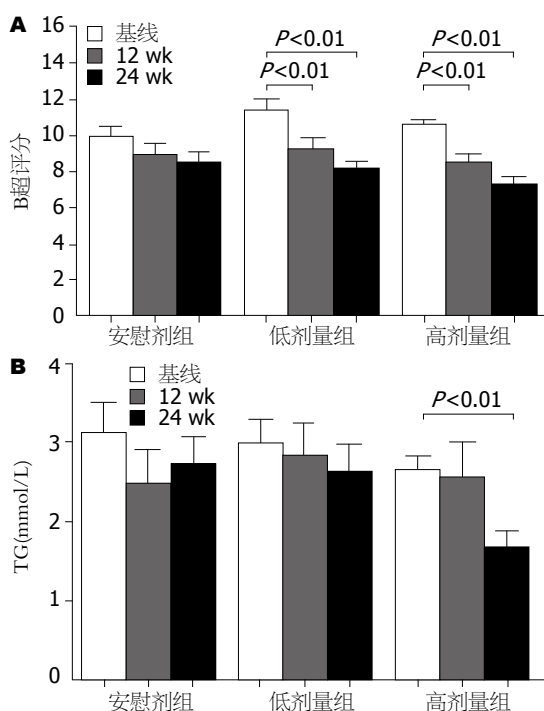 A
16
14
12
10
8
6
4
2
0
B超评分
基线
12 wk
24 wk
P<0.01
P<0.01
P<0.01
P<0.01
安慰剂组 低剂量组 高剂量组
B
4
3
2
1
0
TG(mmol/L)
基线
12 wk
24 wk
P<0.01
安慰剂组 低剂量组 高剂量组